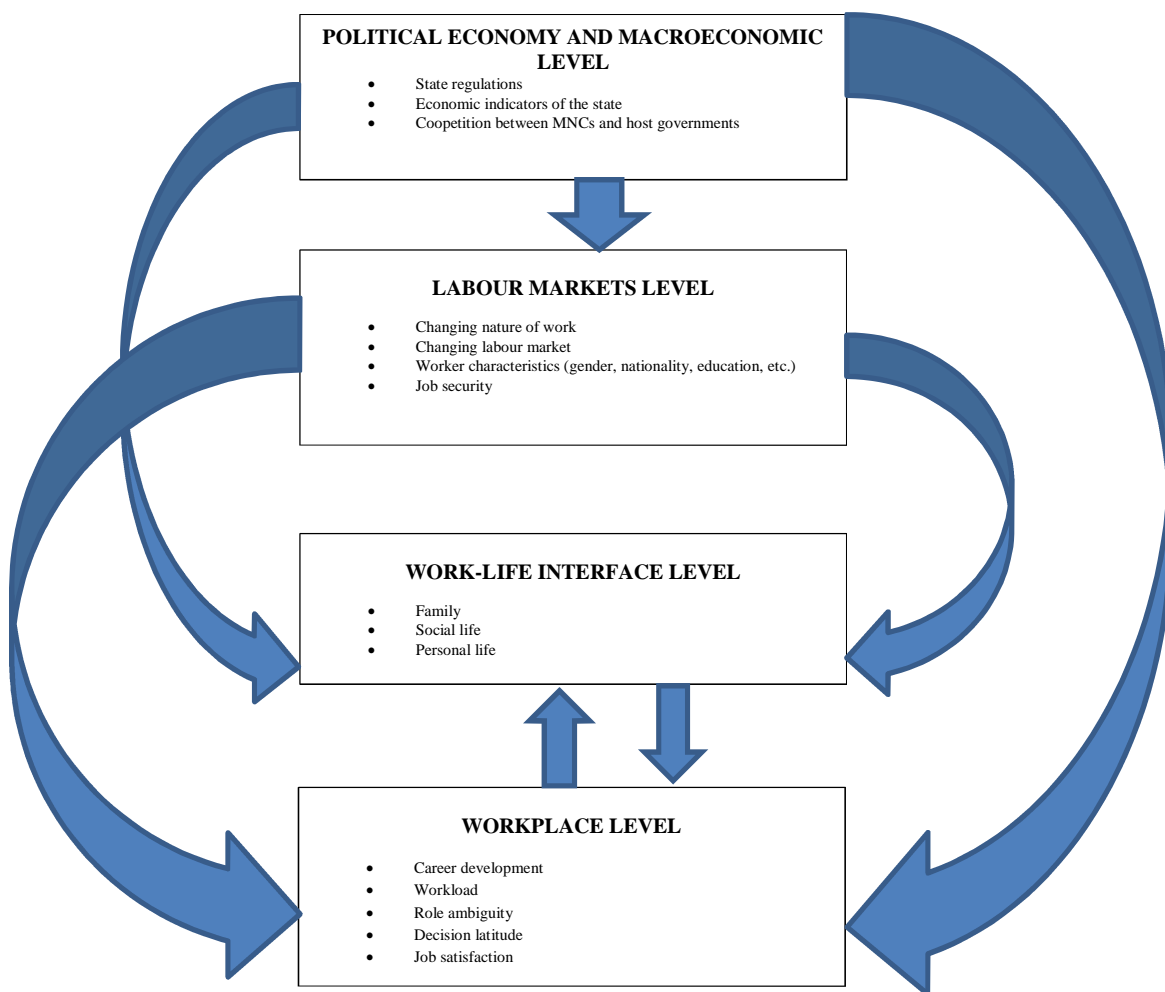 POLITICAL ECONOMY AND MACROECONOMIC
LEVEL
• State regulations
• Economic indicators of the state
• Coopetition between MNCs and host governments
LABOUR MARKETS LEVEL
• Changing nature of work
• Changing labour market
• Worker characteristics (gender, nationality, education, etc.)
• Job security
WORK-LIFE INTERFACE LEVEL
• Family
• Social life
• Personal life
WORKPLACE LEVEL
• Career development
• Workload
• Role ambiguity
• Decision latitude
• Job satisfaction